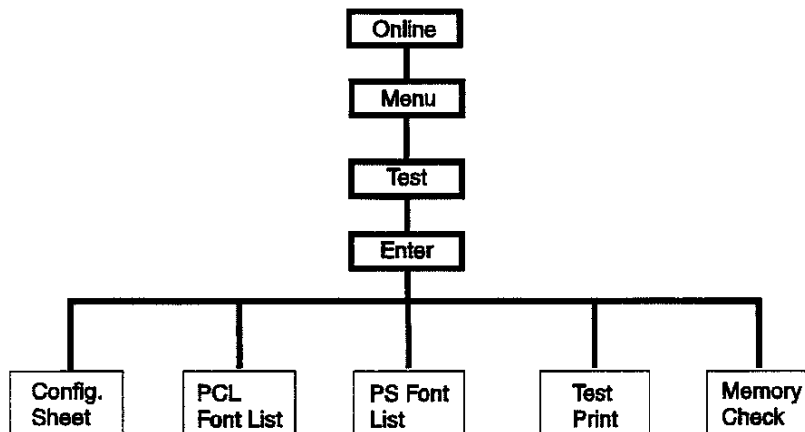 Online
Menu
Test
Enter
Config.
Sheet
PCL
Font List
PS Font
List
Test
Print
Memory
Check